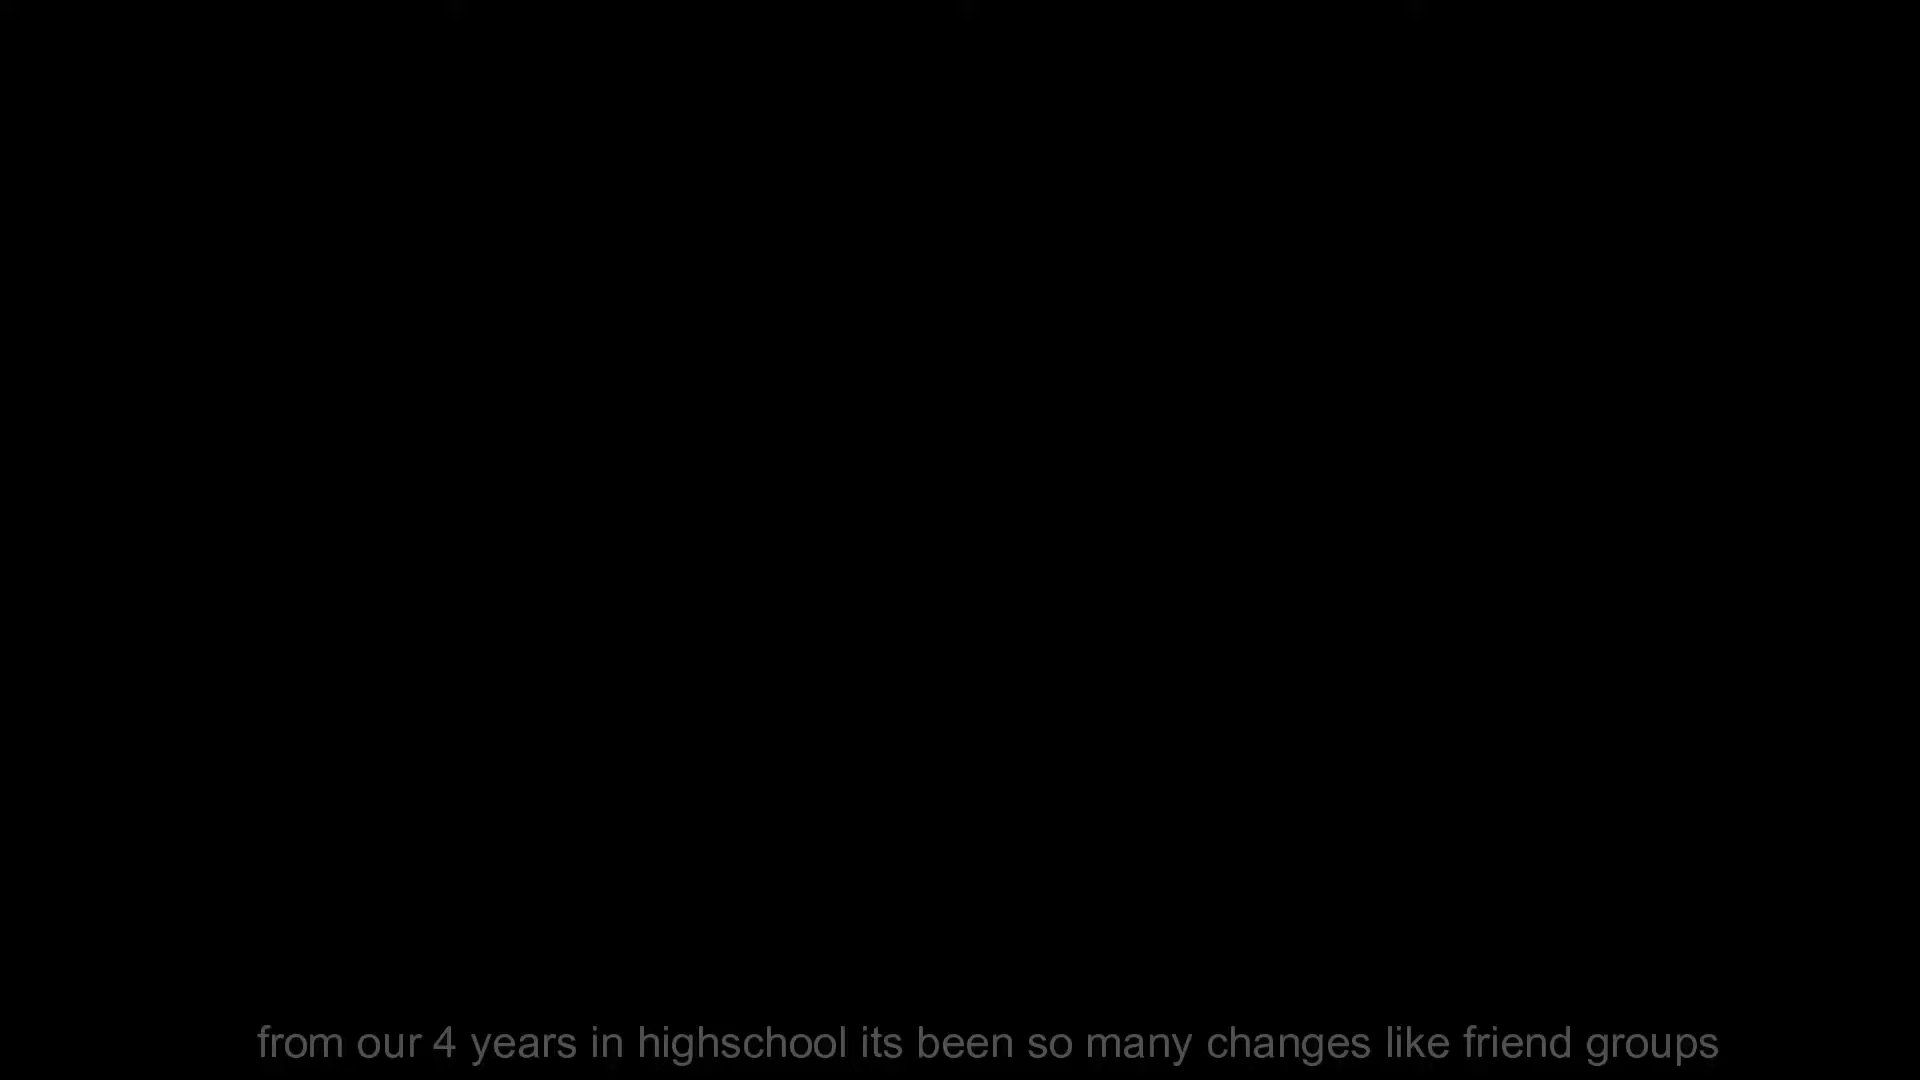 from our 4 years in highschool its been so many changes like friend groups